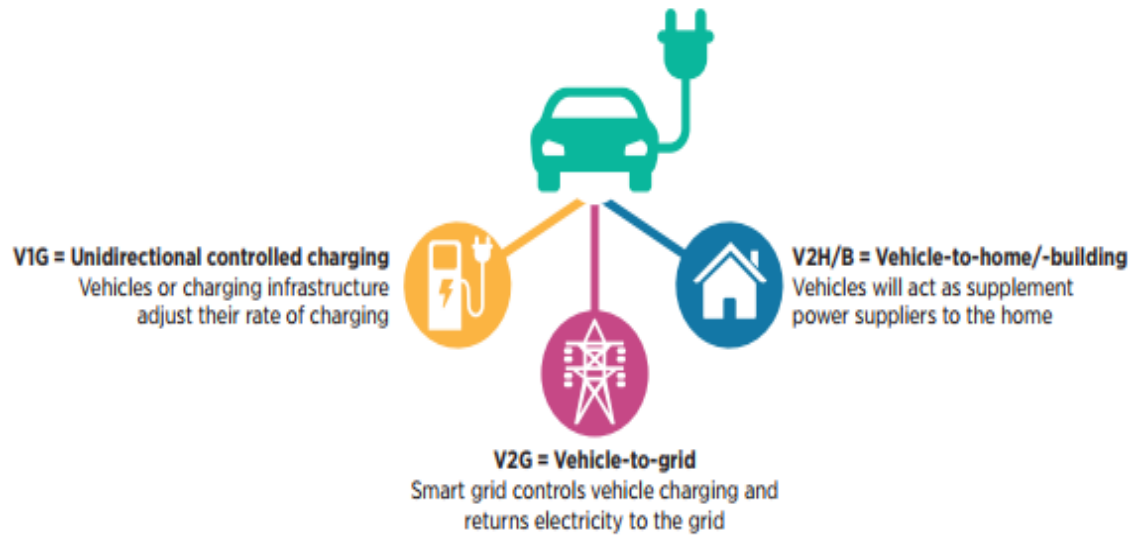 V1G = Unidirectional controlled charging
Vehicles or charging infrastructure
adjust their rate of charging
V2H/B = Vehicle-to-home/-building
Vehicles will act as supplement
power suppliers to the home
V2G = Vehicle-to-grid
Smart grid controls vehicle charging and
returns electricity to the grid